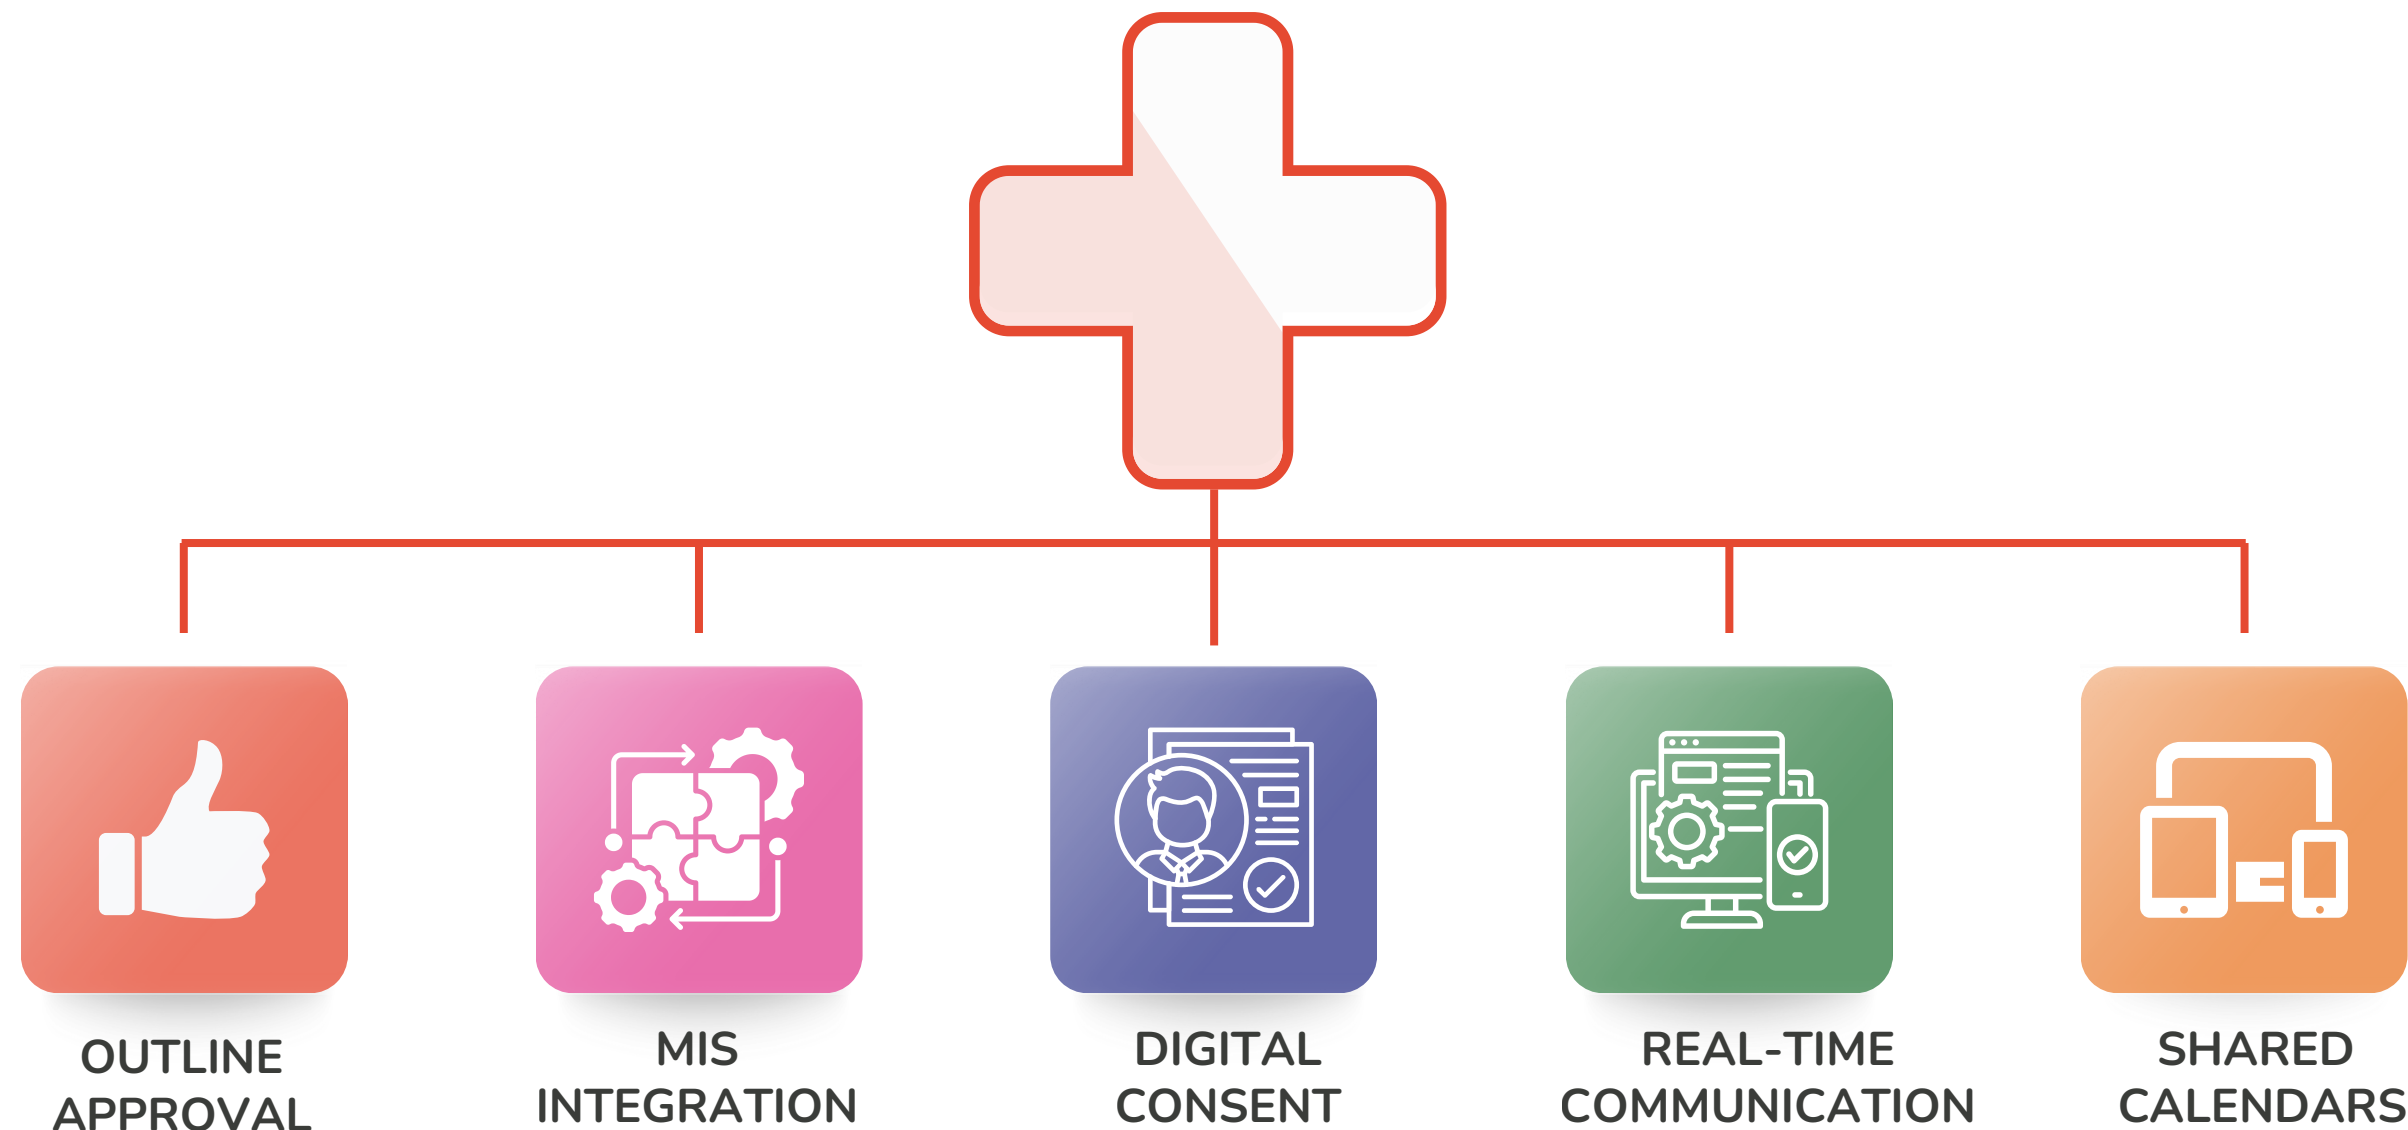 OUTLINE
APPROVAL
MIS
INTEGRATION
DIGITAL
CONSENT
REAL-TIME
COMMUNICATION
SHARED
CALENDARS